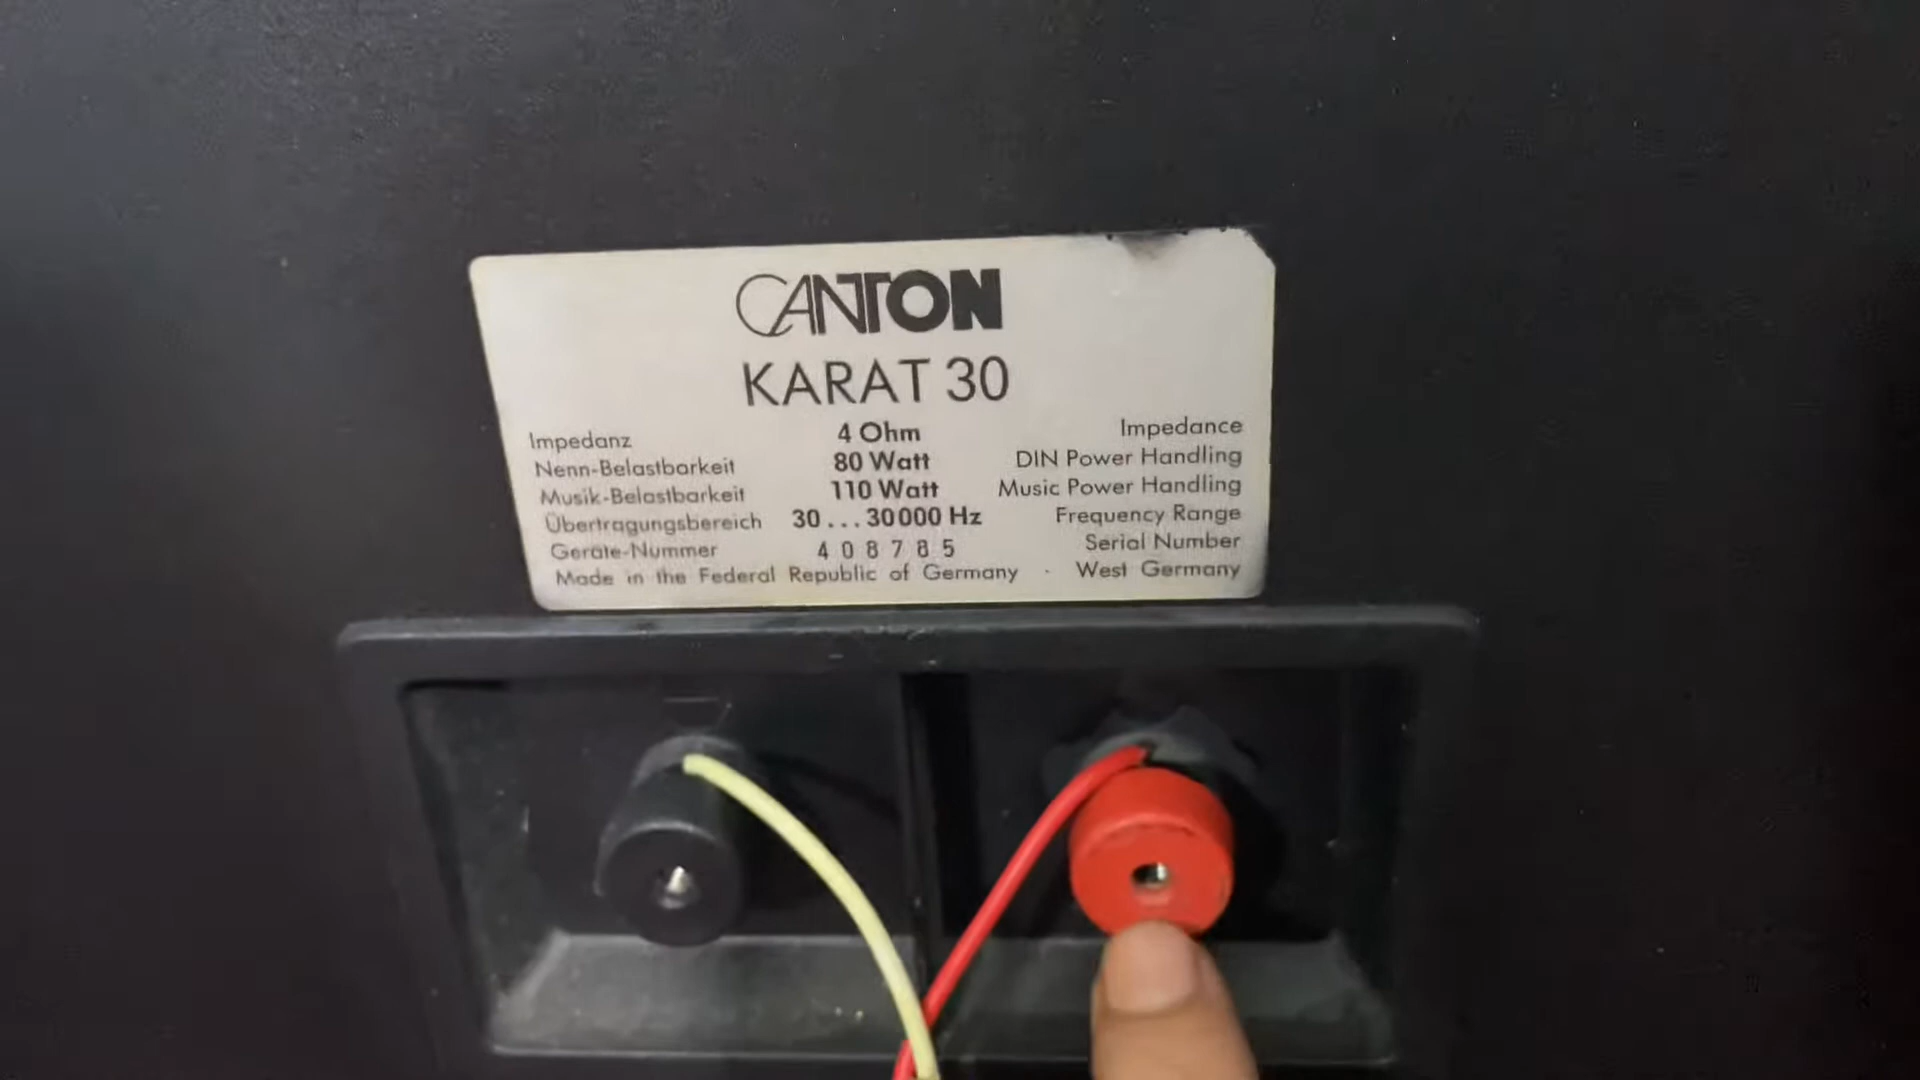 CANTON
KARAT 30
Impedanz 4 Ohm Impedance
Nenn-Belastbarkeit 80 Watt DIN Power Handling
Musik-Belastbarkeit 110 Watt Music Power Handling
Übertragungsbereich 30...30000 Hz Frequency Range
Geräte-Nummer 408785 Serial Number
Made in the Federal Republic of Germany · West Germany